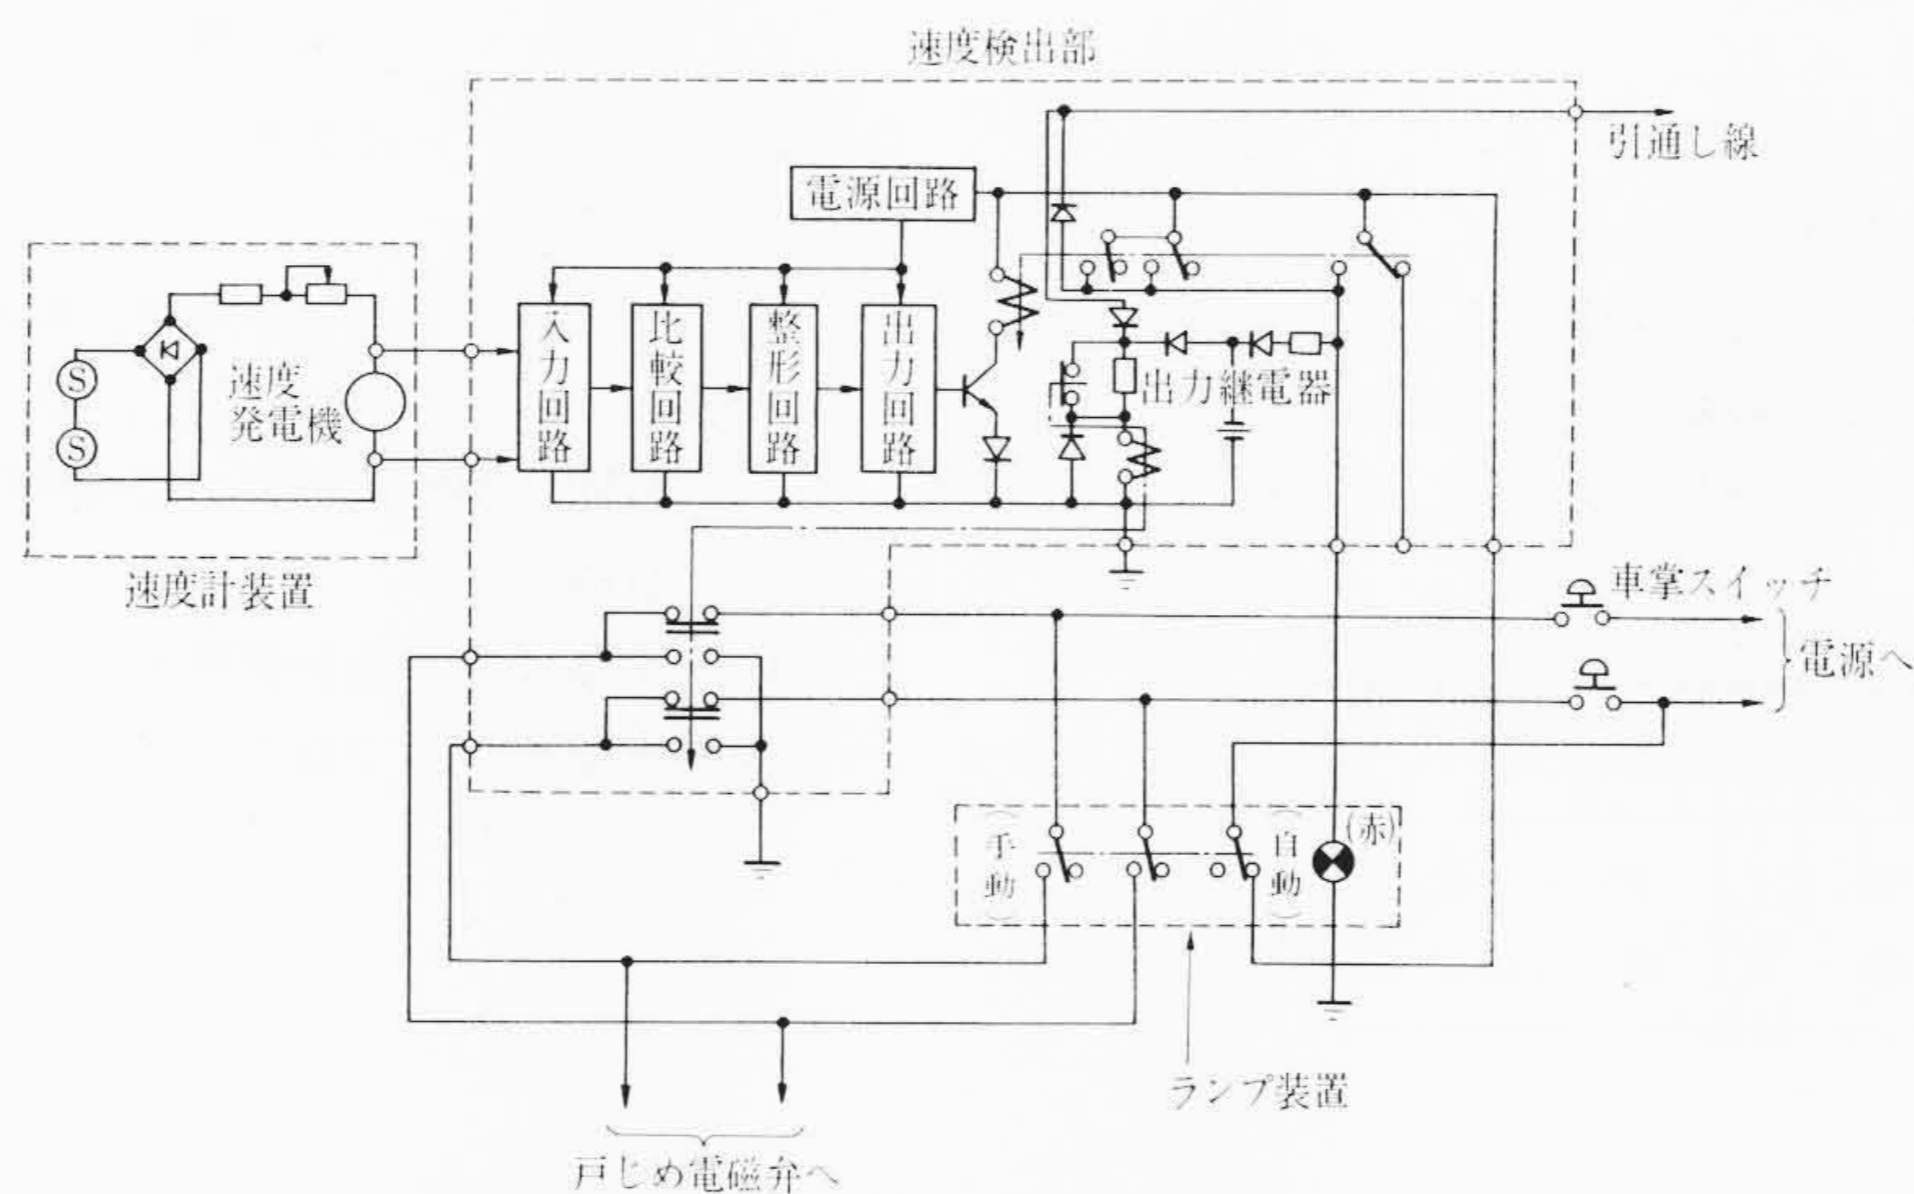 速度検出部
引通し線
電源回路
入力回路
比較回路
整形回路
出力回路
S
S
速度
発電機
出力継電器
速度計装置
車掌スイッチ
電源へ
(手動)
(自動)
(赤)
ランプ装置
戸じめ電磁弁へ